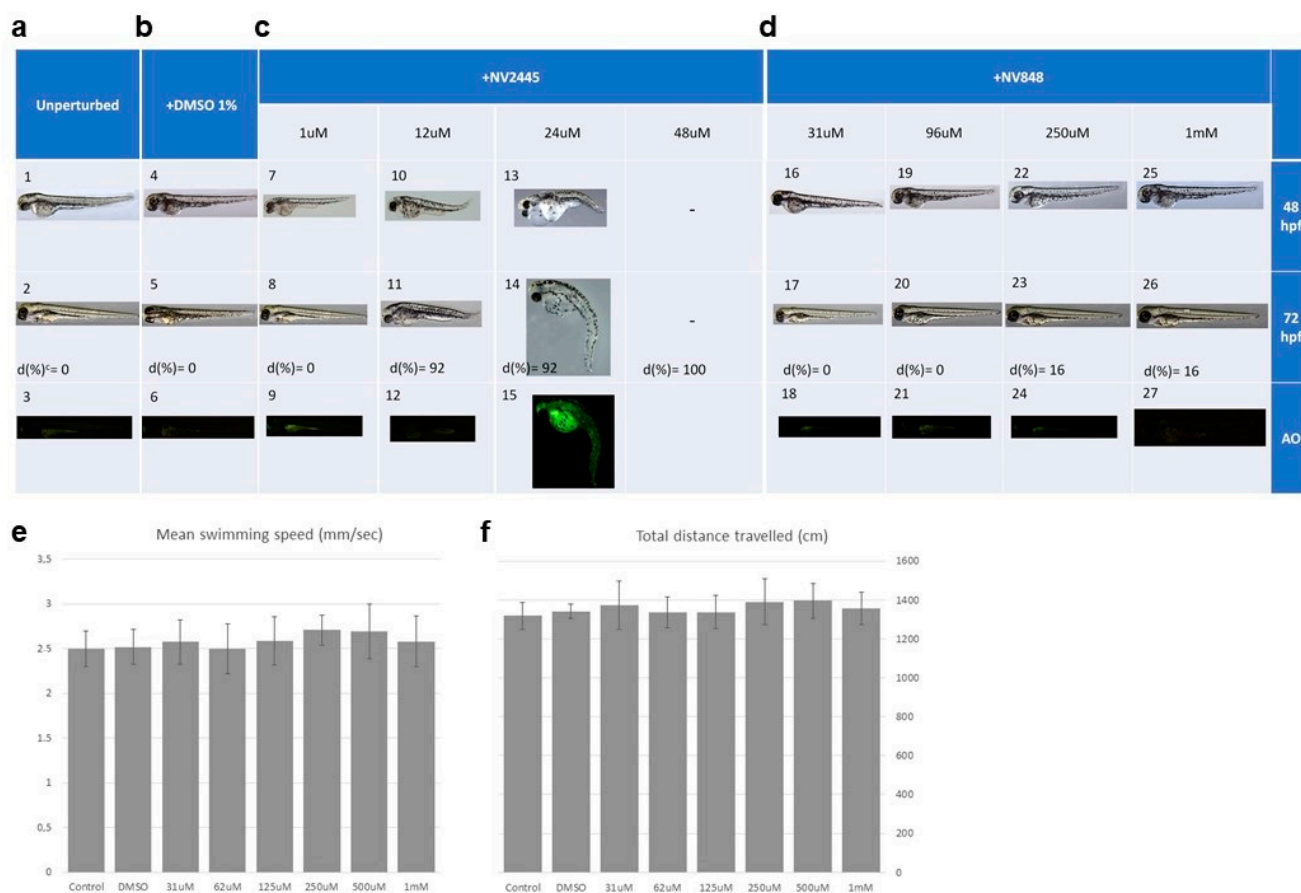 a b c d
+NV2445 +NV848
Unperturbed +DMSO 1%
1uM 12uM 24uM 48uM 31uM 96uM 250uM 1mM
1 4 7 10 13 16 19 22 25
- 48
hpf
2 5 8 11 14 17 20 23 26
- 72
hpf
d(%)ᶜ= 0 d(%)= 0 d(%)= 0 d(%)= 92 d(%)= 92 d(%)= 100 d(%)= 0 d(%)= 0 d(%)= 16 d(%)= 16
3 6 9 12 15 18 21 24 27
AO
e
Mean swimming speed (mm/sec)
3,5
3
2.5
2
1.5
1
0,5
0
Control DMSO 31uM 62uM 125uM 250uM 500uM 1mM
f
Total distance travelled (cm)
1600
1400
1200
1000
800
600
400
200
0
Control DMSO 31uM 62uM 125uM 250uM 500uM 1mM